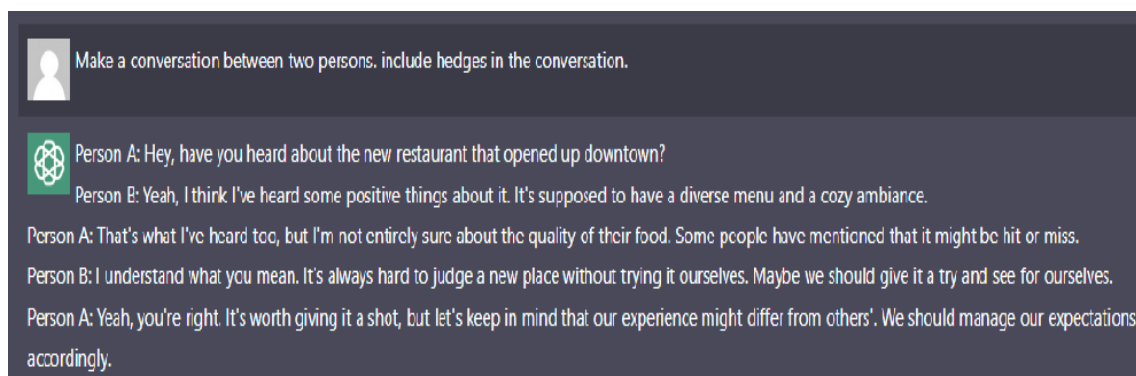 Make a conversation between two persons. include hedges in the conversation.
Person A: Hey, have you heard about the new restaurant that opened up downtown?
Person B: Yeah, I think I've heard some positive things about it. It's supposed to have a diverse menu and a cozy ambiance.
Person A: That's what I've heard too, but I'm not entirely sure about the quality of their food. Some people have mentioned that it might be hit or miss.
Person B: I understand what you mean. It's always hard to judge a new place without trying it ourselves. Maybe we should give it a try and see for ourselves.
Person A: Yeah, you're right. It's worth giving it a shot, but let's keep in mind that our experience might differ from others'. We should manage our expectations
accordingly.